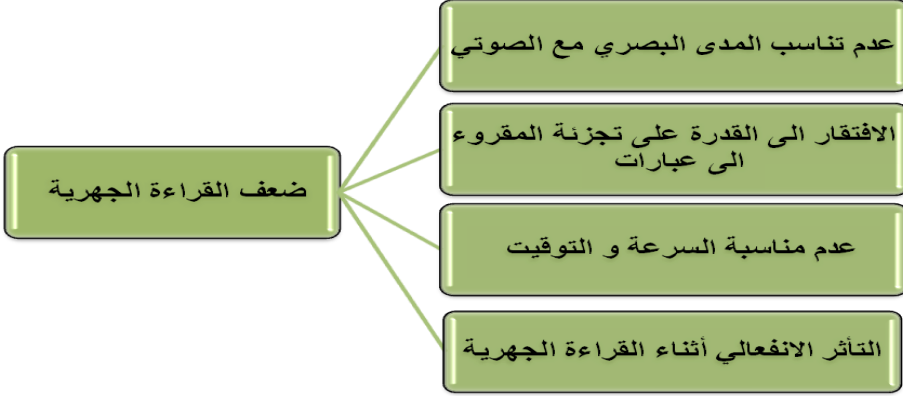 ضعف القراءة الجهرية
عدم تناسب المدى البصري مع الصوتي
الافتقار الى القدرة على تجزئة المقروء
الى عبارات
عدم مناسبة السرعة و التوقيت
التأثر الانفعالي أثناء القراءة الجهرية